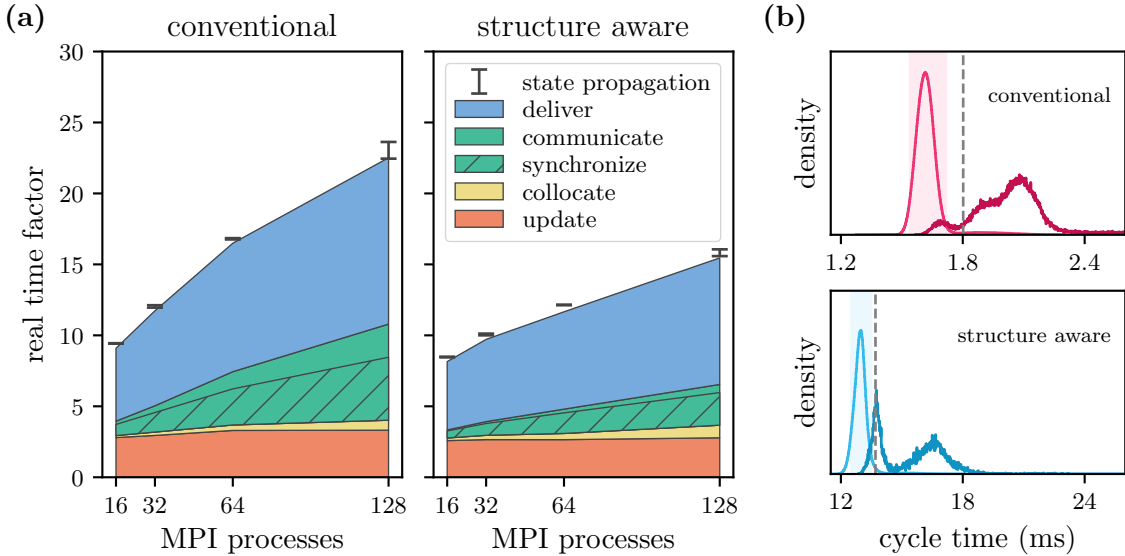 (a)
conventional
structure aware
(b)
real time factor
30
25
20
15
10
5
0
state propagation
deliver
communicate
synchronize
collocate
update
16
32
64
128
MPI processes
16
32
64
128
MPI processes
density
conventional
1.2
1.8
2.4
density
structure aware
12
18
24
cycle time (ms)